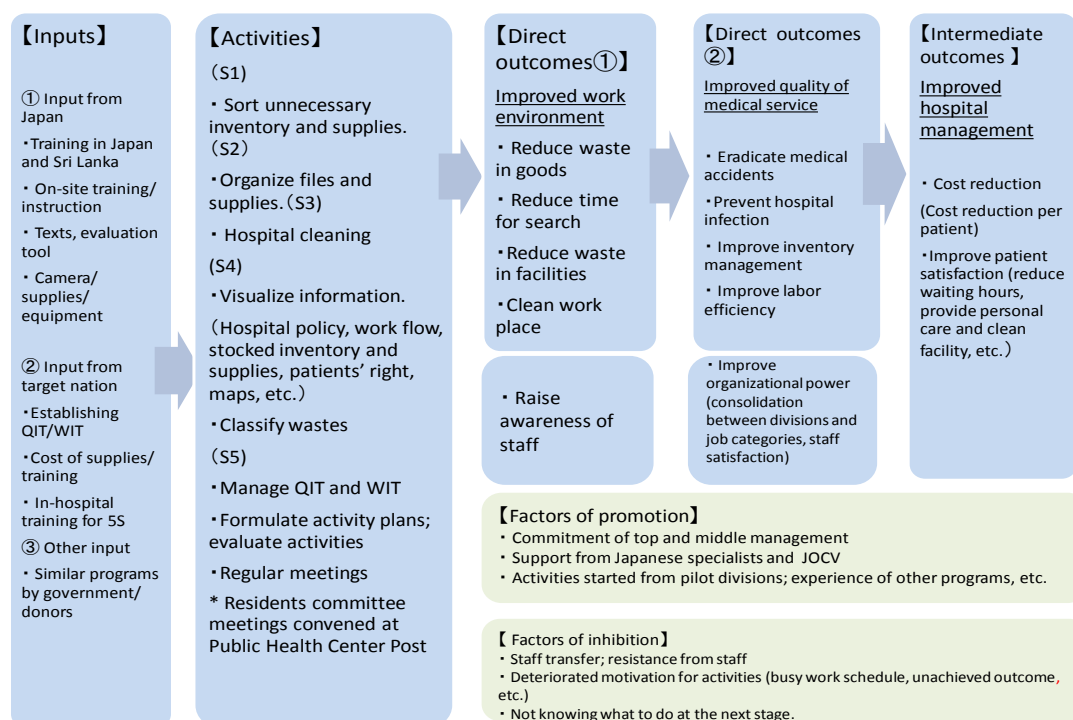 【Inputs】
① Input from
Japan
・Training in Japan
and Sri Lanka
・ On-site training/
instruction
・ Texts, evaluation
tool
・ Camera/
supplies/
equipment
② Input from
target nation
・Establishing
QIT/WIT
・Cost of supplies/
training
・ In-hospital
training for 5S
③ Other input
・ Similar programs
by government/
donors
【Activities】
(S1)
・ Sort unnecessary
inventory and supplies.
(S2)
・Organize files and
supplies.(S3)
・ Hospital cleaning
(S4)
・Visualize information.
(Hospital policy, work flow,
stocked inventory and
supplies, patients’ right,
maps, etc.)
・Classify wastes
(S5)
・Manage QIT and WIT
・Formulate activity plans;
evaluate activities
・Regular meetings
* Residents committee
meetings convened at
Public Health Center Post
【Direct
outcomes①】
Improved work
environment
・ Reduce waste
in goods
・ Reduce time
for search
・Reduce waste
in facilities
・Clean work
place
・ Raise
awareness of
staff
【Direct outcomes
②】
Improved quality of
medical service
・ Eradicate medical
accidents
・Prevent hospital
infection
・ Improve inventory
management
・ Improve labor
efficiency
・ Improve
organizational power
(consolidation
between divisions and
job categories, staff
satisfaction)
【Intermediate
outcomes 】
Improved
hospital
management
・ Cost reduction
(Cost reduction per
patient)
・Improve patient
satisfaction (reduce
waiting hours,
provide personal
care and clean
facility, etc.)
【Factors of promotion】
・ Commitment of top and middle management
・ Support from Japanese specialists and JOCV
・ Activities started from pilot divisions; experience of other programs, etc.
【 Factors of inhibition】
・ Staff transfer; resistance from staff
・ Deteriorated motivation for activities (busy work schedule, unachieved outcome,
etc.)
・ Not knowing what to do at the next stage.